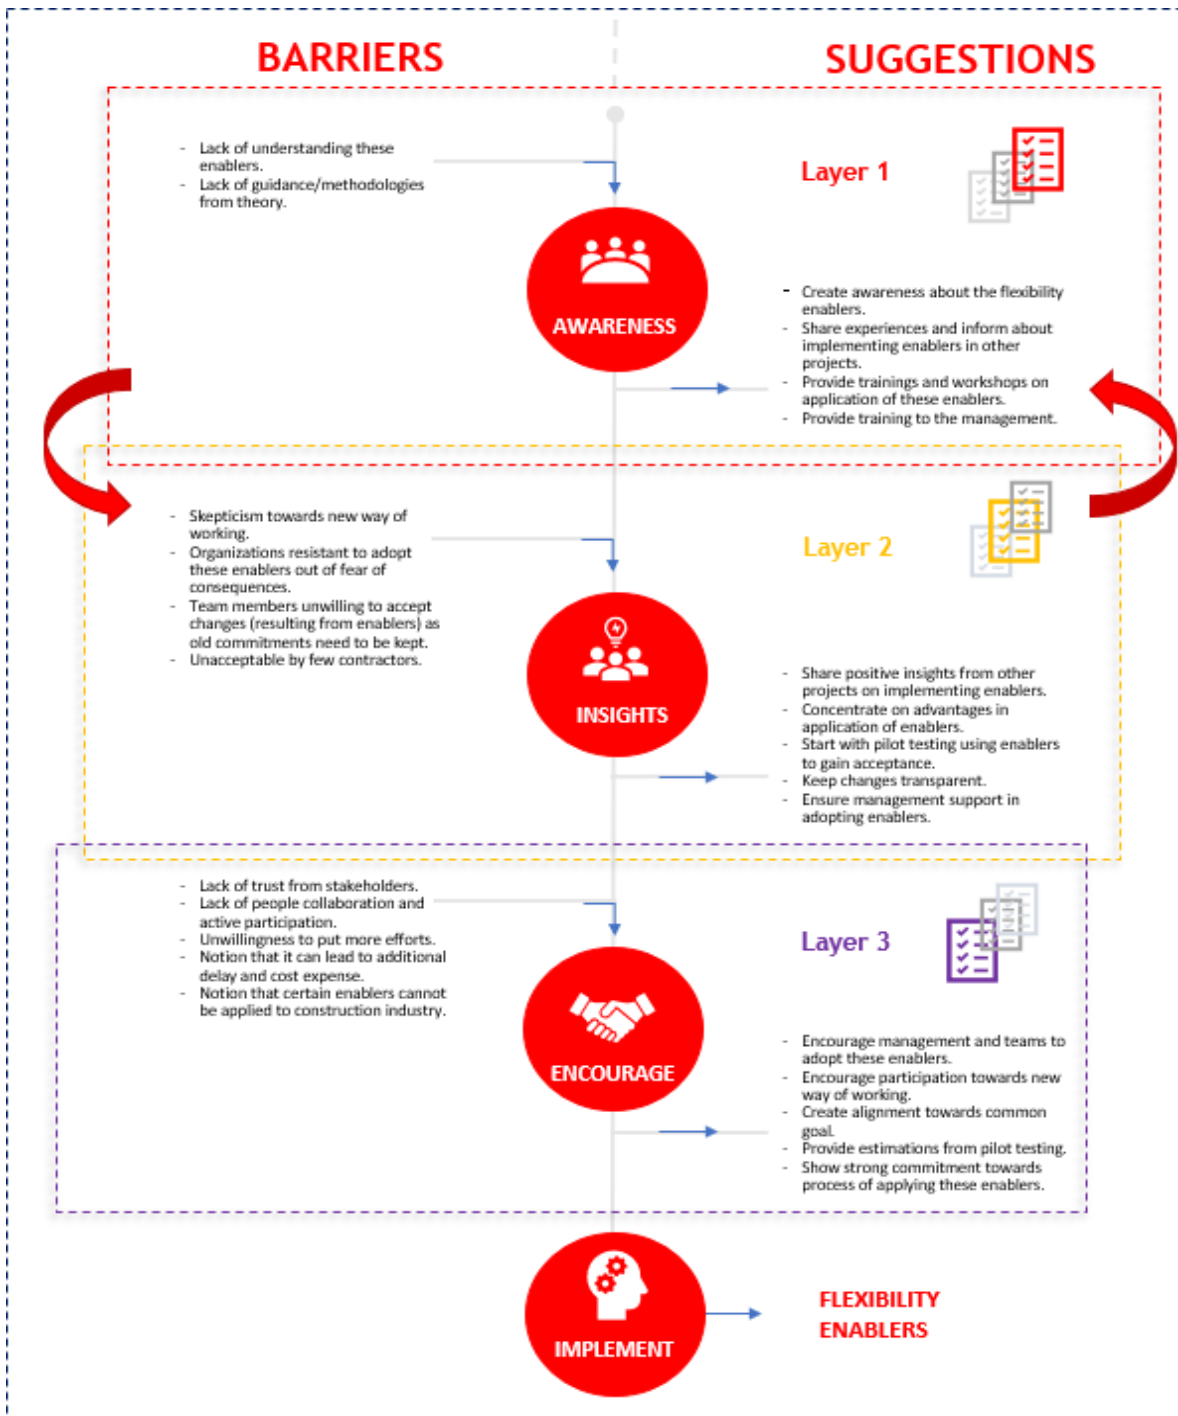 BARRIERS
SUGGESTIONS
- Lack of understanding these
enablers.
- Lack of guidance/methodologies
from theory.
Layer 1
AWARENESS
- Create awareness about the flexibility
enablers.
- Share experiences and inform about
implementing enablers in other
projects.
- Provide trainings and workshops on
application of these enablers.
- Provide training to the management.
- Skepticism towards new way of
working.
- Organizations resistant to adopt
these enablers out of fear of
consequences.
- Team members unwilling to accept
changes (resulting from enablers) as
old commitments need to be kept.
- Unacceptable by few contractors.
Layer 2
INSIGHTS
- Share positive insights from other
projects on implementing enablers.
- Concentrate on advantages in
application of enablers.
- Start with pilot testing using enablers
to gain acceptance.
- Keep changes transparent.
- Ensure management support in
adopting enablers.
- Lack of trust from stakeholders.
- Lack of people collaboration and
active participation.
- Unwillingness to put more efforts.
- Notion that it can lead to additional
delay and cost expense.
- Notion that certain enablers cannot
be applied to construction industry.
Layer 3
ENCOURAGE
- Encourage management and teams to
adopt these enablers.
- Encourage participation towards new
way of working.
- Create alignment towards common
goal.
- Provide estimations from pilot testing.
- Show strong commitment towards
process of applying these enablers.
IMPLEMENT
FLEXIBILITY
ENABLERS